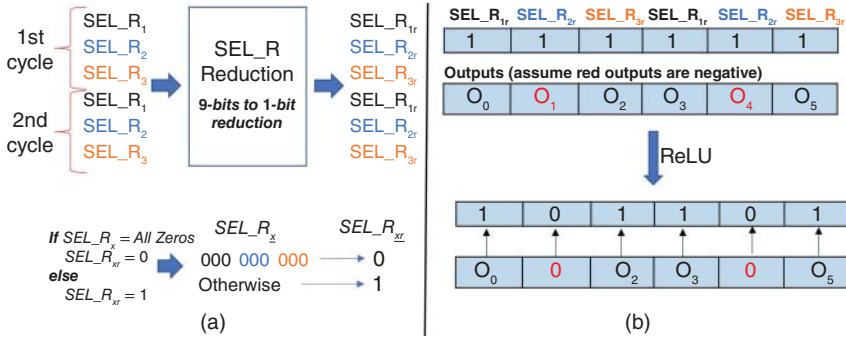 1st
cycle
2nd
cycle
SEL_R₁
SEL_R₂
SEL_R₃
SEL_R₁
SEL_R₂
SEL_R₃
SEL_R
Reduction
9-bits to 1-bit
reduction
SEL_R₁ᵣ
SEL_R₂ᵣ
SEL_R₃ᵣ
SEL_R₁ᵣ
SEL_R₂ᵣ
SEL_R₃ᵣ
If SEL_Rₓ = All Zeros
SEL_Rₓᵣ = 0
else
SEL_Rₓᵣ = 1
SEL_Rₓ SEL_Rₓᵣ
000 000 000 0
Otherwise 1
(a)
SEL_R₁ᵣ SEL_R₂ᵣ SEL_R₃ᵣ SEL_R₁ᵣ SEL_R₂ᵣ SEL_R₃ᵣ
1 1 1 1 1 1
Outputs (assume red outputs are negative)
O₀ O₁ O₂ O₃ O₄ O₅
ReLU
1 0 1 1 0 1
O₀ 0 O₂ O₃ 0 O₅
(b)